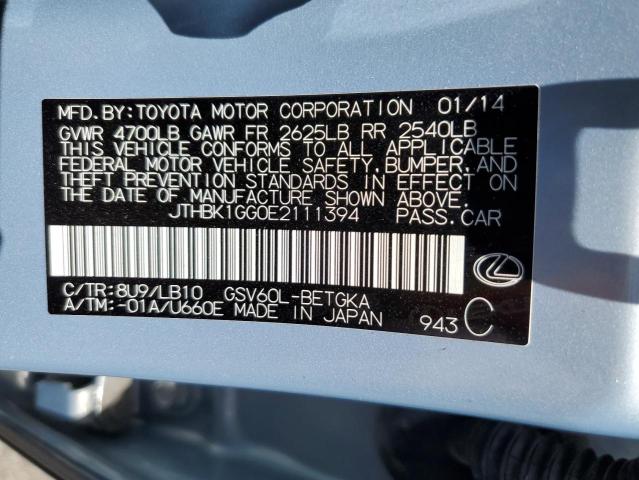 MFD.BY:TOYOTA MOTOR CORPORATION 01/14
GVWR 4700LB GAWR FR 2625LB RR 2540LB
THIS VEHICLE CONFORMS TO ALL APPLICABLE
FEDERAL MOTOR VEHICLE SAFETY, BUMPER, AND
THEFT PREVENTION STANDARDS IN EFFECT ON
THE DATE OF MANUFACTURE SHOWN ABOVE.
JTHBK1GG0E2111394 PASS.CAR
C/TR:8U9/LB10 GSV60L-BETGKA
A/TM:-01A/U660E MADE IN JAPAN 943 C